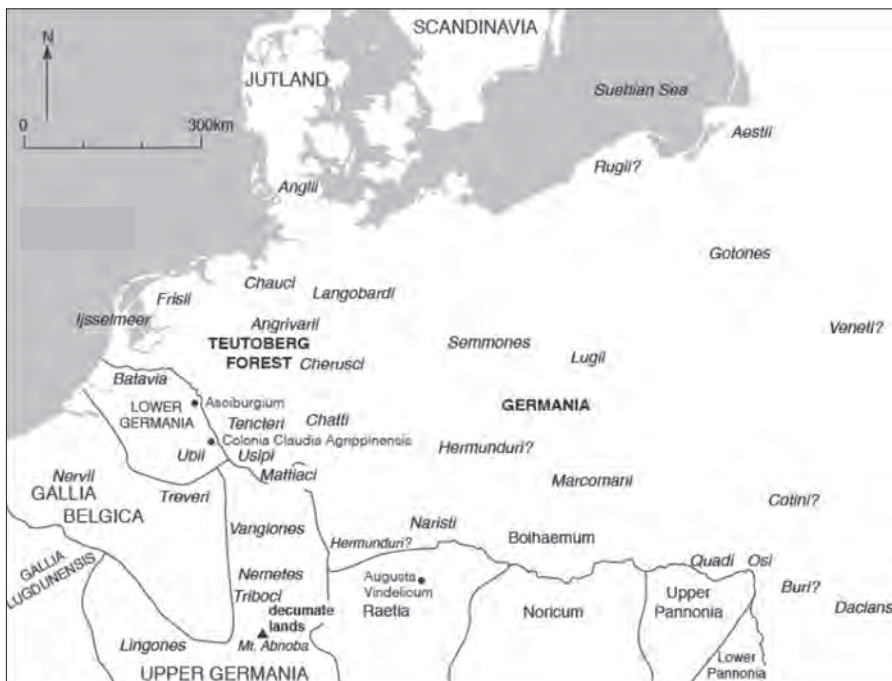 SCANDINAVIA
N
JUTLAND
Suebian Sea
0 300km
Aestii
Rugii?
Anglii
Gotones
Chauci
Langobardi
Frisii
Ijsselmeer
Angrivarii
Veneti?
TEUTOBERG
FOREST
Semmones
Lugii
Cherusci
Batavia
Asciburgium
GERMANIA
LOWER
GERMANIA
Tencteri
Chatti
Colonia Claudia Agrippinensis
Ubii
Usipi
Hermunduri?
Mattiaci
Nervii
Treveri
Marcomani
GALLIA
BELGICA
Cotini?
Vangiones
Naristi
Hermunduri?
Boihaemum
GALLIA
LUGDUNENSIS
Quadi
Osi
Nemetes
Augusta
Vindelicum
Raetia
Triboci
Noricum
Upper
Pannonia
Buri?
decumate
lands
Dacians
Mt. Abnoba
Lingones
Lower
Pannonia
UPPER GERMANIA